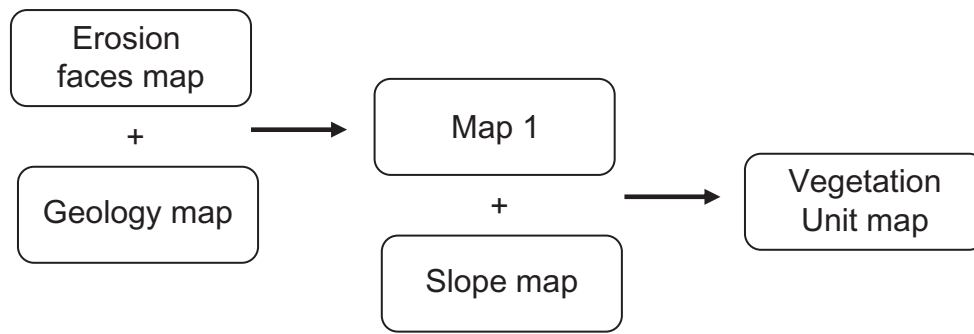 Erosion
faces map
+
Geology map
Map 1
+
Slope map
Vegetation
Unit map